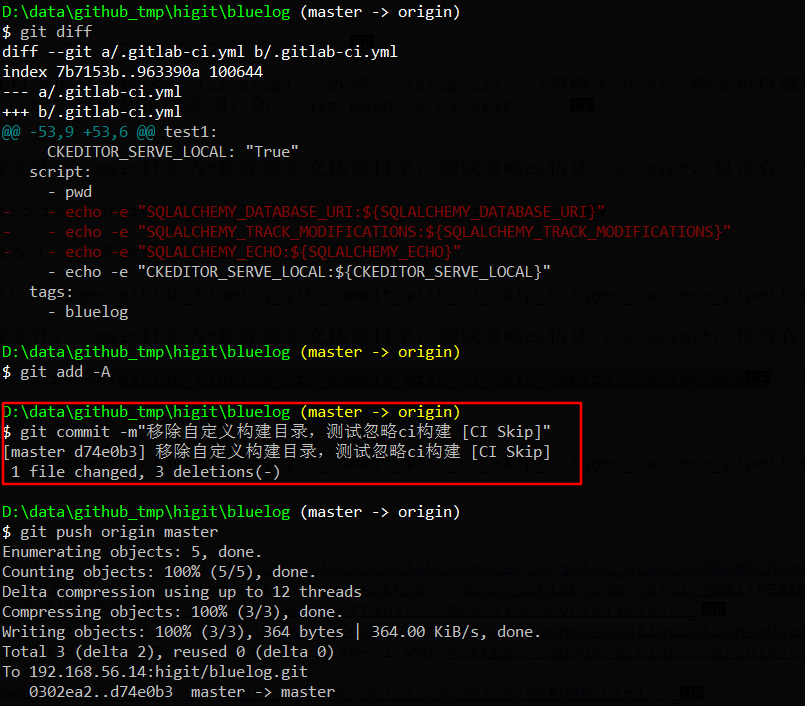 D:\data\github_tmp\higit\bluelog (master -> origin)
$ git diff
diff --git a/.gitlab-ci.yml b/.gitlab-ci.yml
index 7b7153b..963390a 100644
--- a/.gitlab-ci.yml
+++ b/.gitlab-ci.yml
@@ -53,9 +53,6 @@ test1:
     CKEDITOR_SERVE_LOCAL: "True"
   script:
     - pwd
-    - echo -e "SQLALCHEMY_DATABASE_URI:${SQLALCHEMY_DATABASE_URI}"
-    - echo -e "SQLALCHEMY_TRACK_MODIFICATIONS:${SQLALCHEMY_TRACK_MODIFICATIONS}"
-    - echo -e "SQLALCHEMY_ECHO:${SQLALCHEMY_ECHO}"
     - echo -e "CKEDITOR_SERVE_LOCAL:${CKEDITOR_SERVE_LOCAL}"
   tags:
     - bluelog
D:\data\github_tmp\higit\bluelog (master -> origin)
$ git add -A
D:\data\github_tmp\higit\bluelog (master -> origin)
$ git commit -m"移除自定义构建目录，测试忽略ci构建 [CI Skip]"
[master d74e0b3] 移除自定义构建目录，测试忽略ci构建 [CI Skip]
 1 file changed, 3 deletions(-)
D:\data\github_tmp\higit\bluelog (master -> origin)
$ git push origin master
Enumerating objects: 5, done.
Counting objects: 100% (5/5), done.
Delta compression using up to 12 threads
Compressing objects: 100% (3/3), done.
Writing objects: 100% (3/3), 364 bytes | 364.00 KiB/s, done.
Total 3 (delta 2), reused 0 (delta 0)
To 192.168.56.14:higit/bluelog.git
   0302ea2..d74e0b3  master -> master